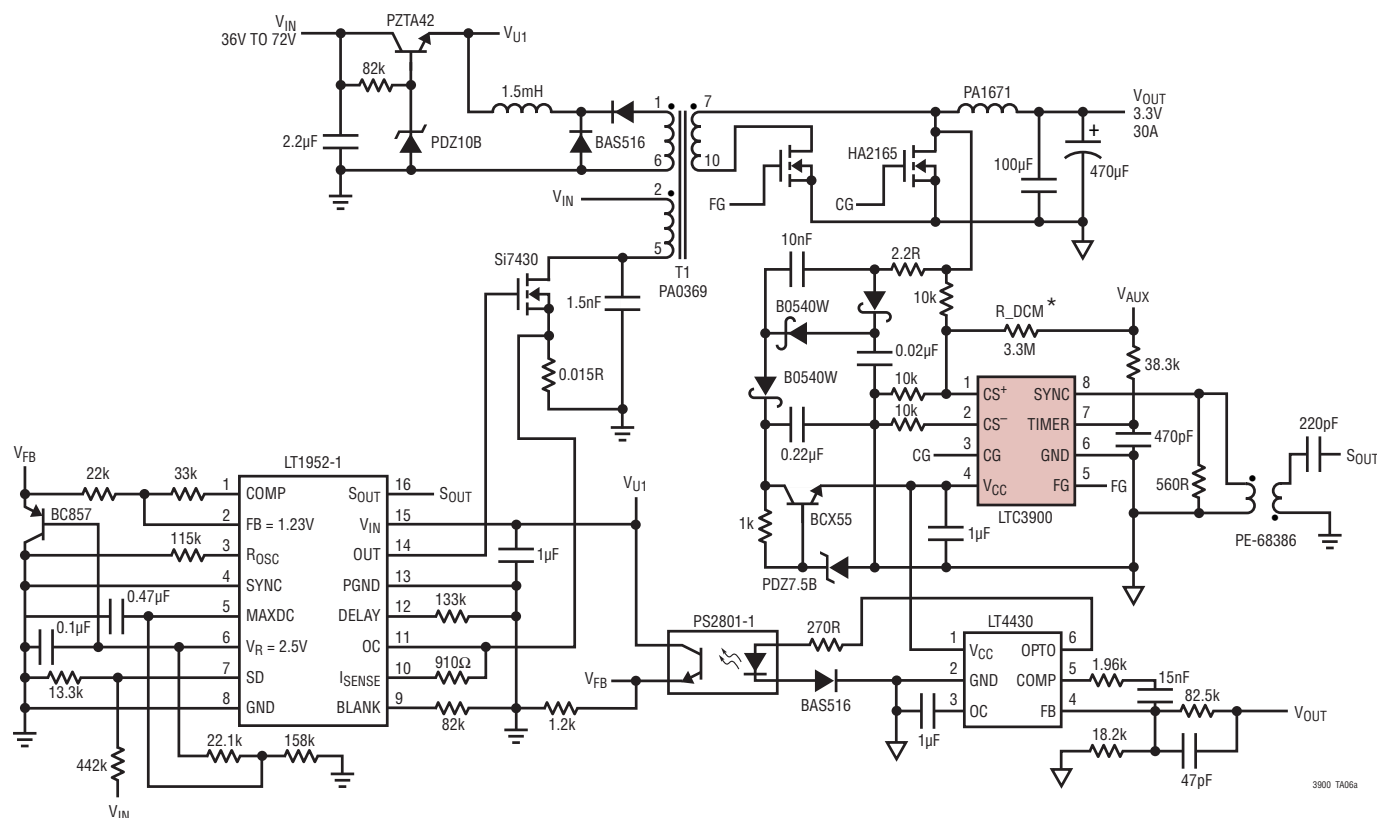 VIN
36V TO 72V
PZTA42
VU1
82k
2.2µF
PDZ10B
1.5mH
BAS516
1
6
2
5
7
10
VIN
T1
PA0369
FG
HA2165
CG
PA1671
100µF
+
470µF
VOUT
3.3V
30A
Si7430
1.5nF
0.015R
10nF
2.2R
B0540W
10k
R_DCM *
3.3M
VAUX
38.3k
B0540W
0.02µF
10k
10k
0.22µF
CG
1 CS+ SYNC 8
2 CS− TIMER 7
3 CG GND 6
4 VCC FG 5
LTC3900
FG
470pF
560R
220pF
SOUT
PE-68386
1k
BCX55
1µF
PDZ7.5B
VFB
22k
33k
BC857
115k
0.47µF
0.1µF
13.3k
442k
VIN
22.1k
158k
LT1952-1
1 COMP SOUT 16
2 FB = 1.23V VIN 15
3 ROSC OUT 14
4 SYNC PGND 13
5 MAXDC DELAY 12
6 VR = 2.5V OC 11
7 SD ISENSE 10
8 GND BLANK 9
SOUT
VU1
1µF
133k
910Ω
82k
1.2k
VFB
PS2801-1
270R
BAS516
LT4430
1 VCC OPTO 6
2 GND COMP 5
3 OC FB 4
1µF
1.96k
15nF
82.5k
VOUT
18.2k
47pF
3900 TA06a